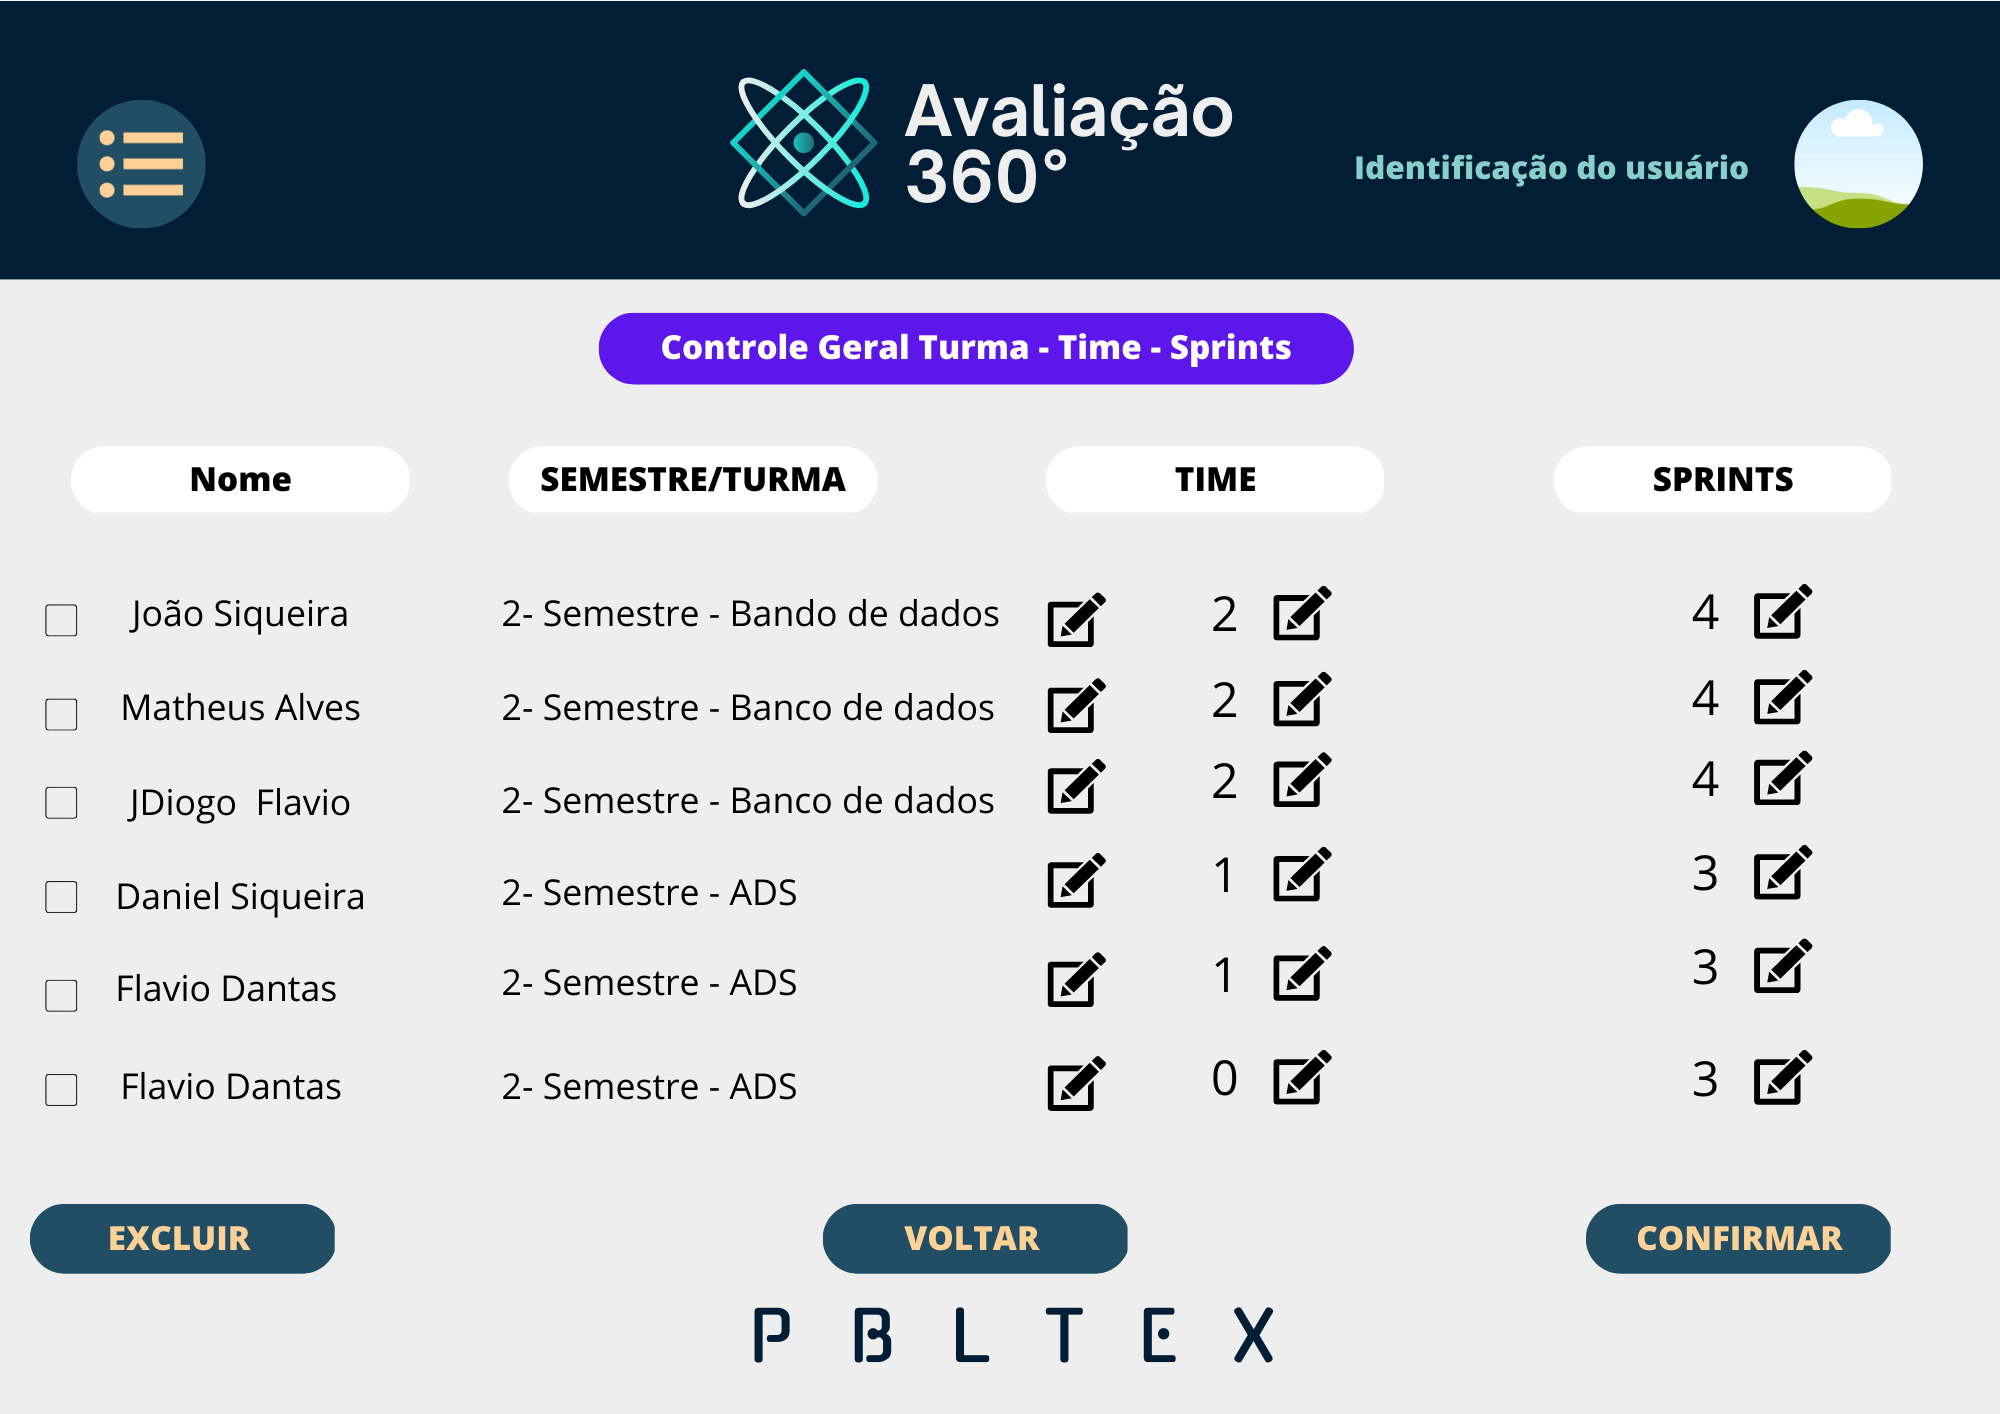 Avaliação
360°
Identificação do usuário
Controle Geral Turma - Time - Sprints
Nome SEMESTRE/TURMA TIME SPRINTS
João Siqueira 2- Semestre - Bando de dados 2 4
Matheus Alves 2- Semestre - Banco de dados 2 4
JDiogo  Flavio 2- Semestre - Banco de dados 2 4
Daniel Siqueira 2- Semestre - ADS 1 3
Flavio Dantas 2- Semestre - ADS 1 3
Flavio Dantas 2- Semestre - ADS 0 3
EXCLUIR VOLTAR CONFIRMAR
PBLTEX